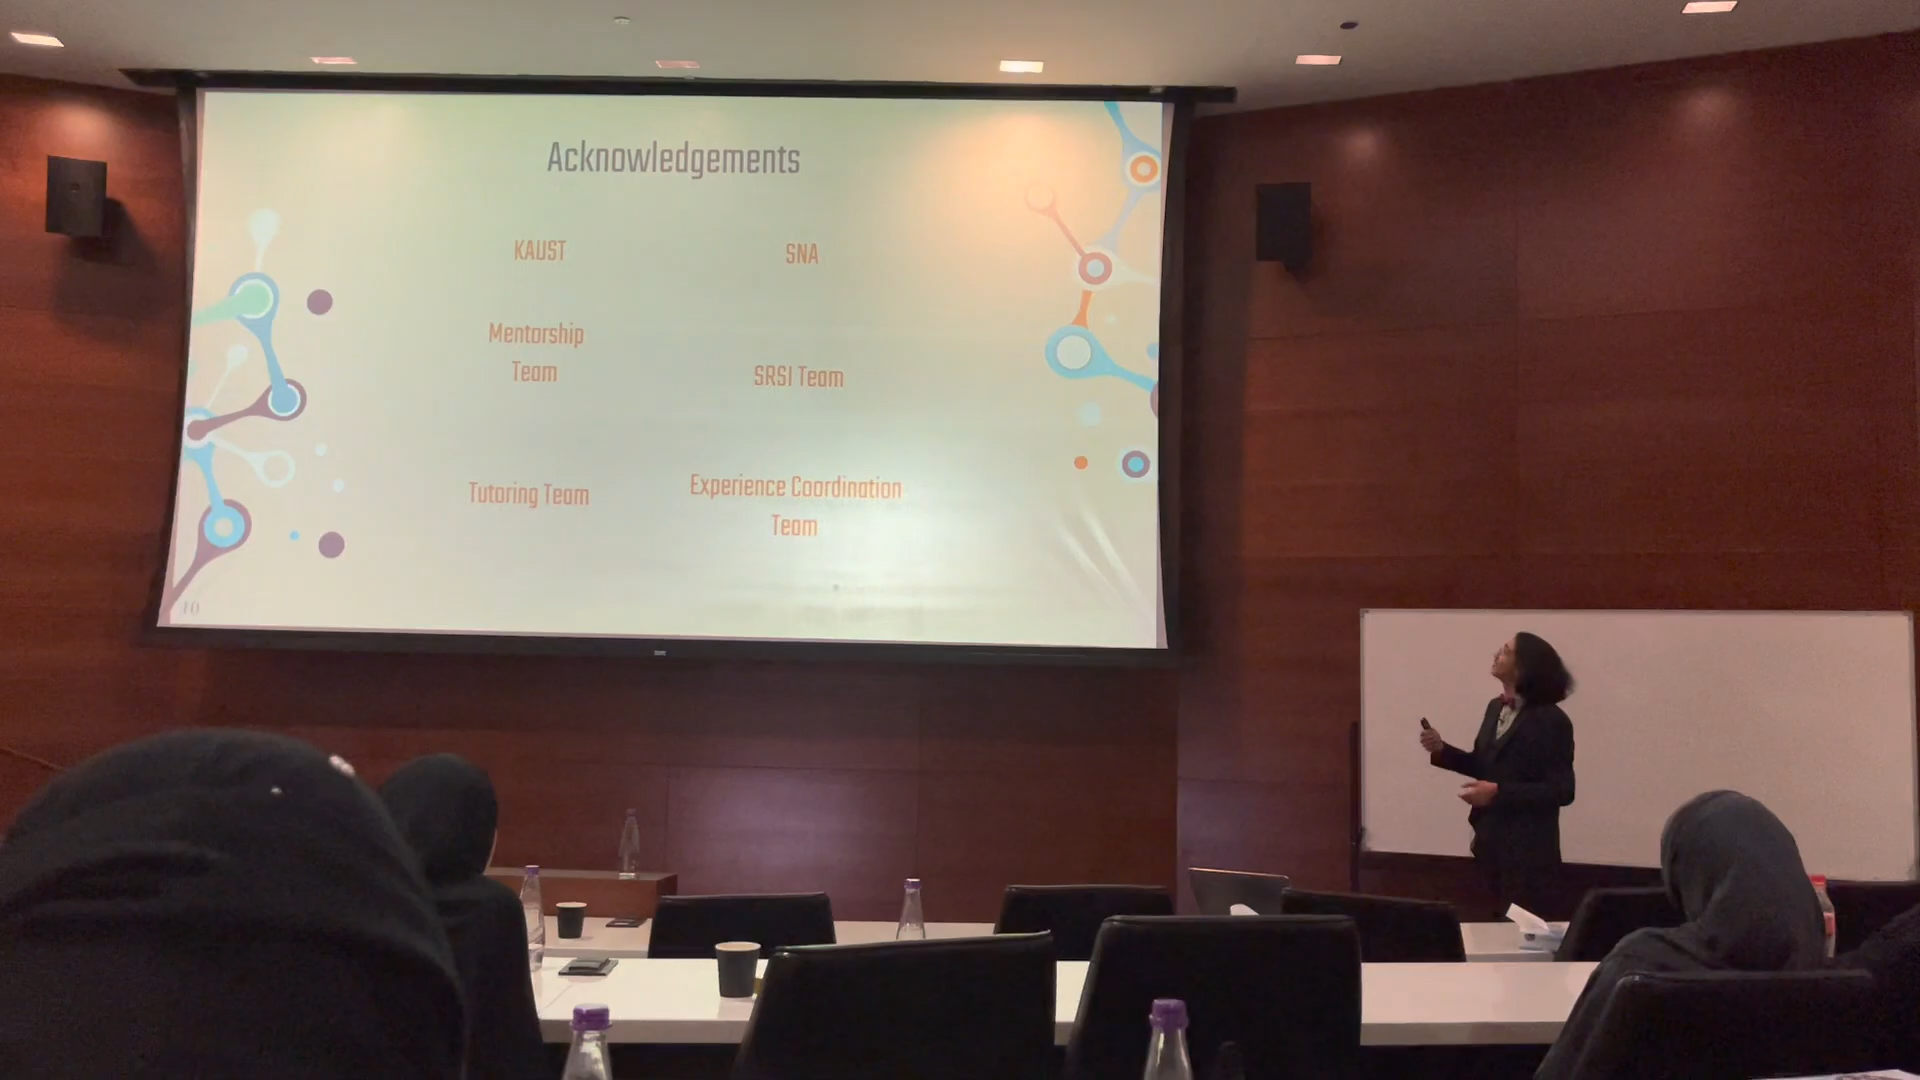 Acknowledgements
KAUST
SNA
Mentorship
Team
SRSI Team
Tutoring Team
Experience Coordination
Team
10